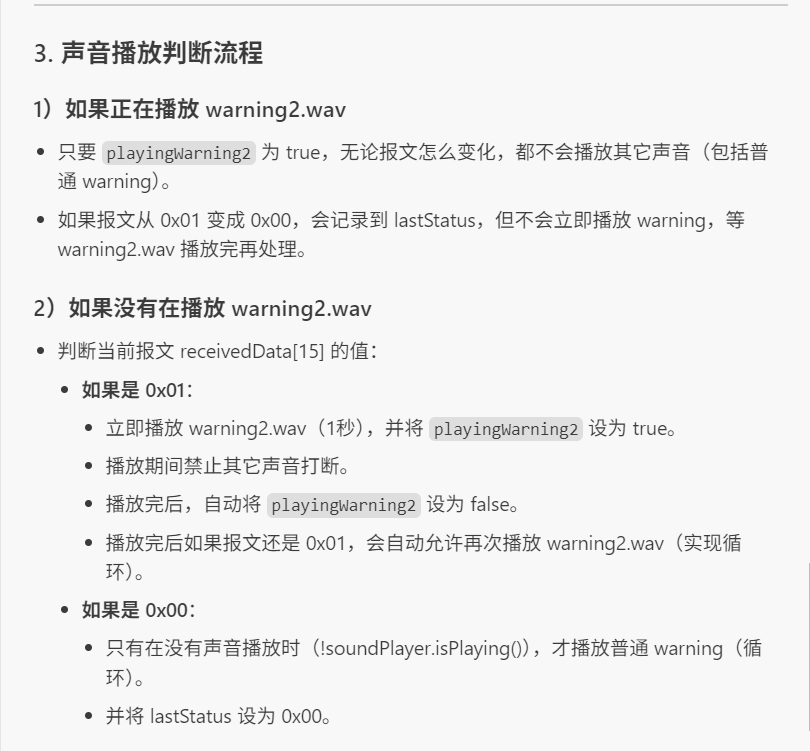 3. 声音播放判断流程
1）如果正在播放 warning2.wav
只要 playingWarning2 为 true，无论报文怎么变化，都不会播放其它声音（包括普
通 warning）。
如果报文从 0x01 变成 0x00，会记录到 lastStatus，但不会立即播放 warning，等
warning2.wav 播放完再处理。
2）如果没有在播放 warning2.wav
判断当前报文 receivedData[15] 的值：
如果是 0x01：
立即播放 warning2.wav（1秒），并将 playingWarning2 设为 true。
播放期间禁止其它声音打断。
播放完后，自动将 playingWarning2 设为 false。
播放完后如果报文还是 0x01，会自动允许再次播放 warning2.wav（实现循
环）。
如果是 0x00：
只有在没有声音播放时（!soundPlayer.isPlaying()），才播放普通 warning（循
环）。
并将 lastStatus 设为 0x00。